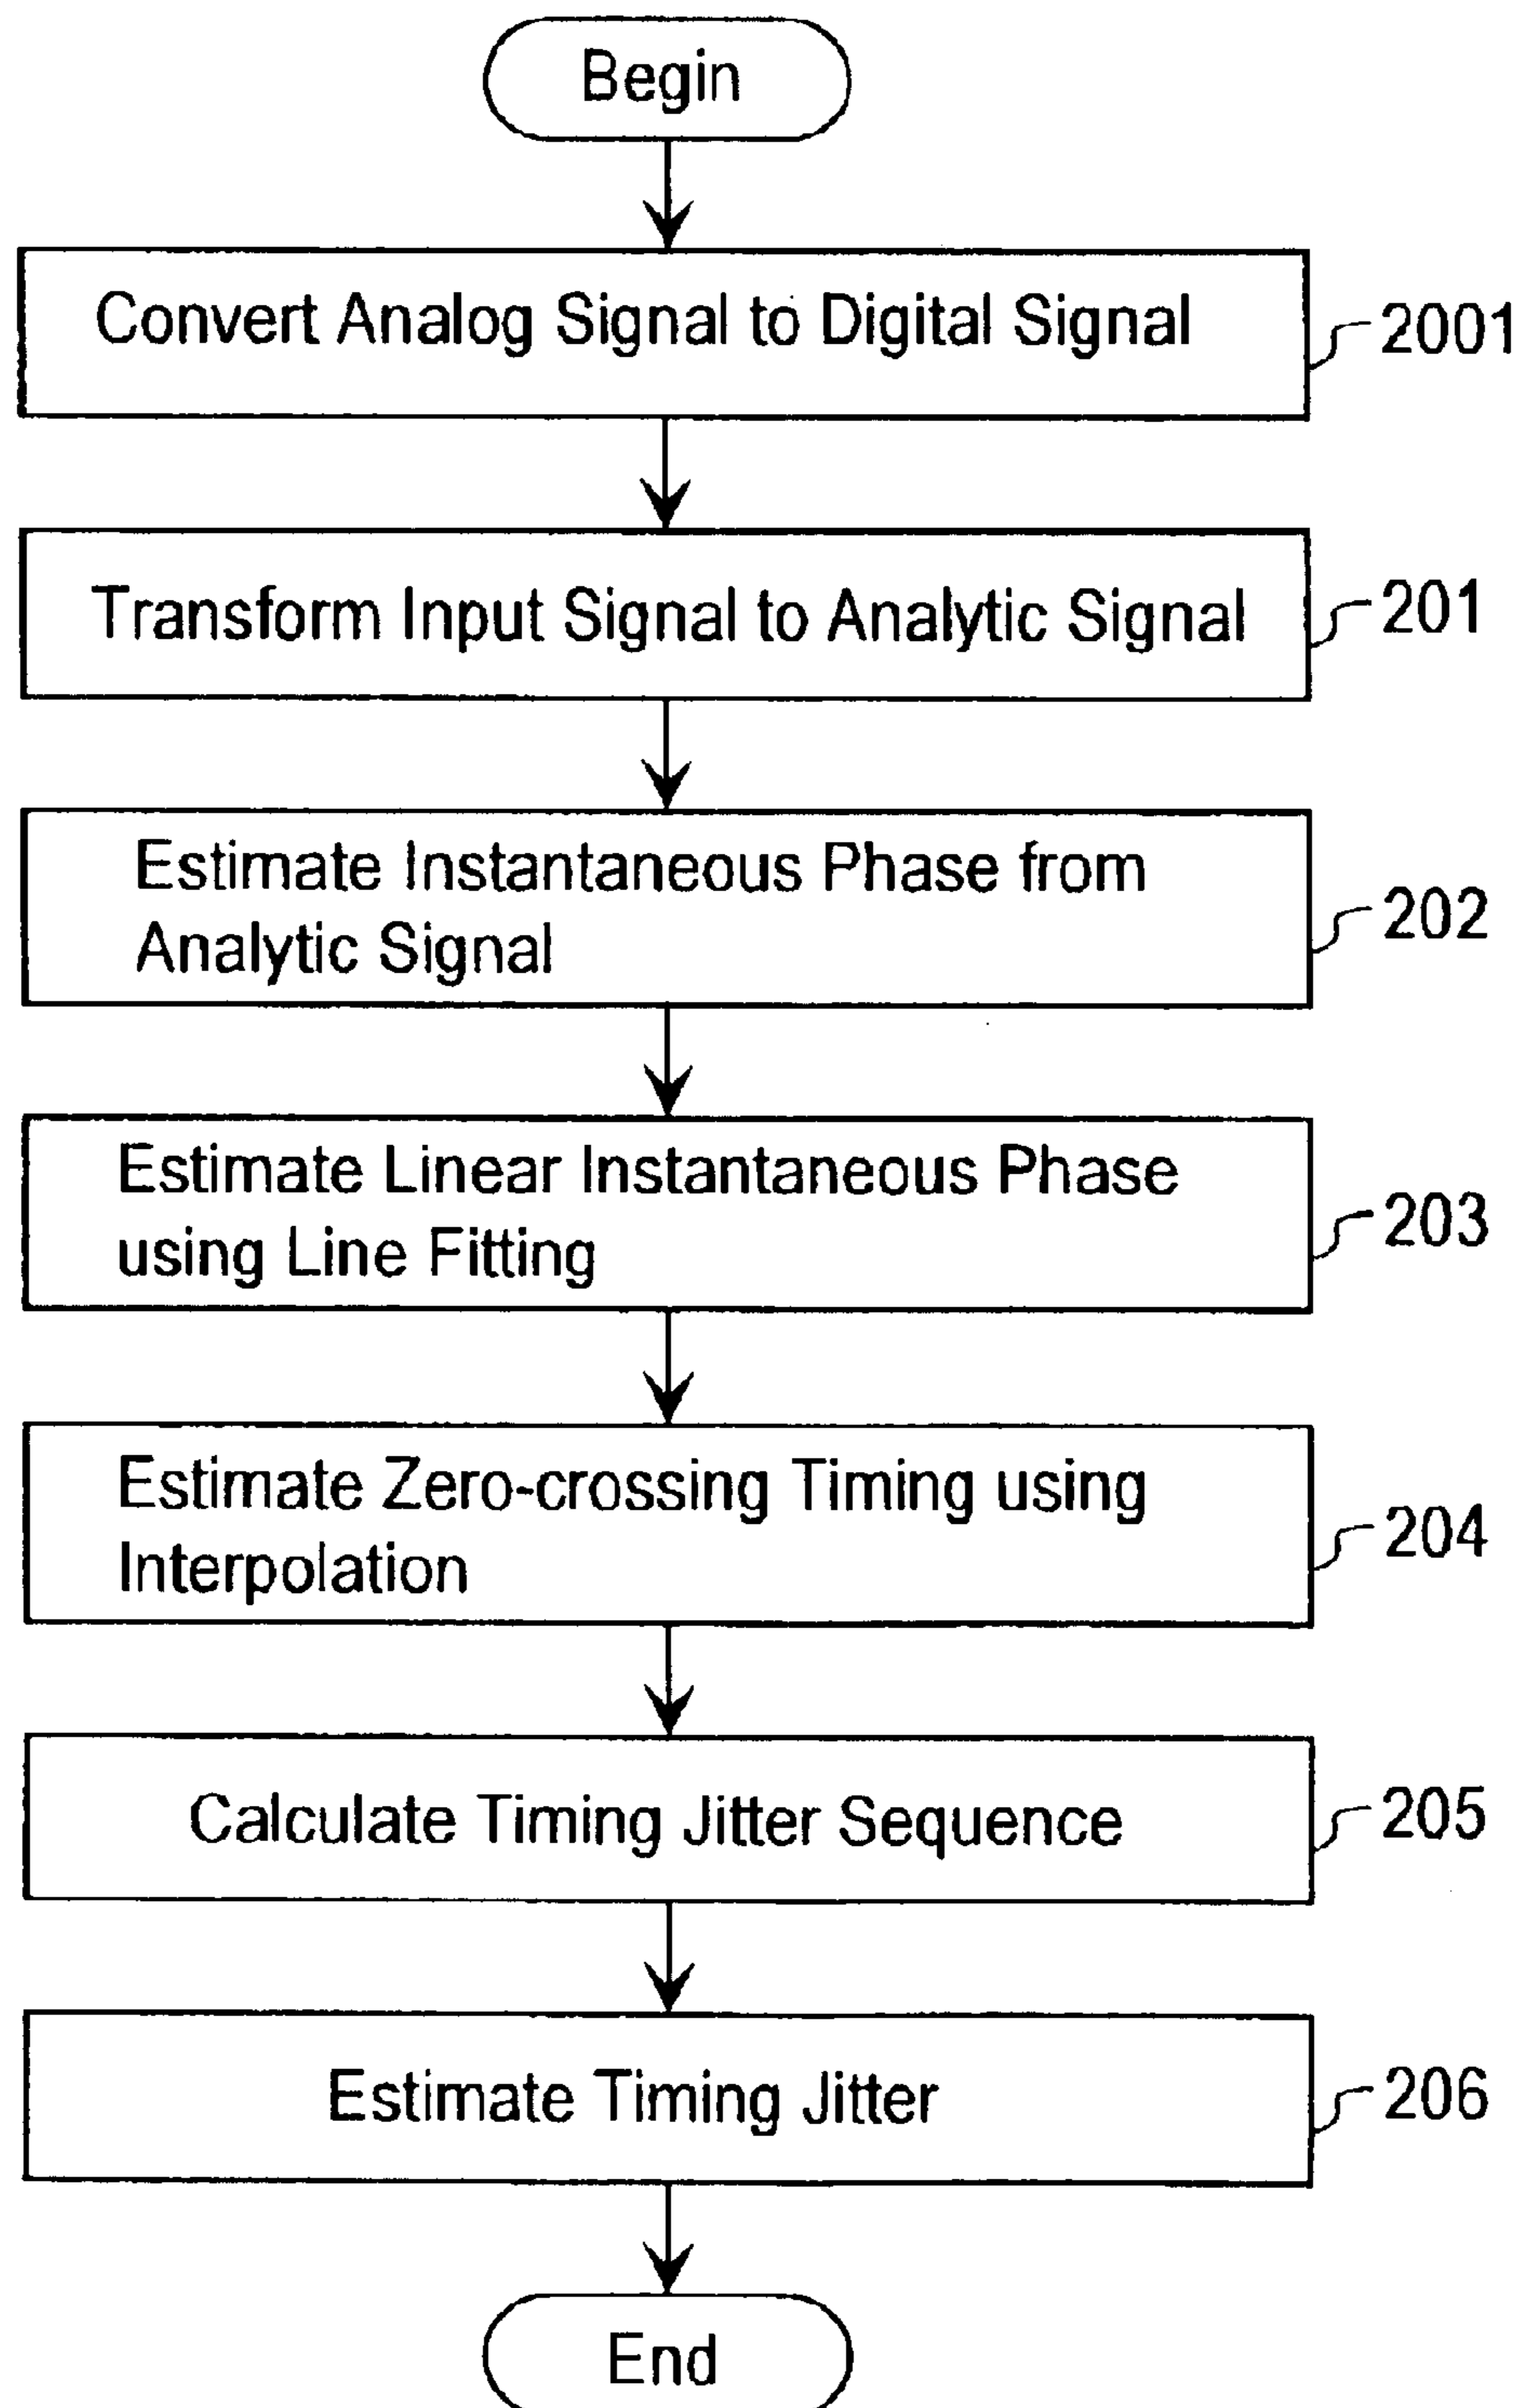 Begin
Convert Analog Signal to Digital Signal
2001
Transform Input Signal to Analytic Signal
201
Estimate Instantaneous Phase from
Analytic Signal
202
Estimate Linear Instantaneous Phase
using Line Fitting
203
Estimate Zero-crossing Timing using
Interpolation
204
Calculate Timing Jitter Sequence
205
Estimate Timing Jitter
206
End